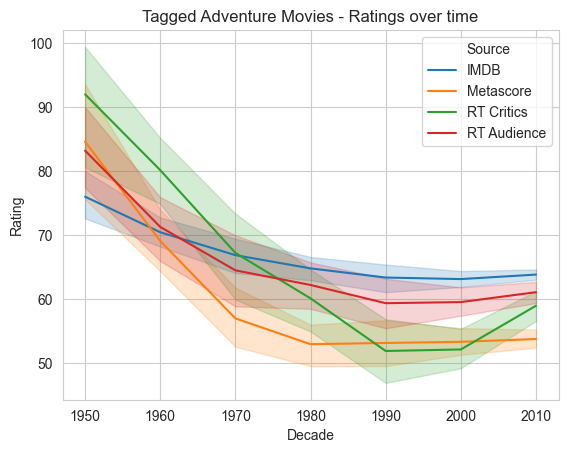 Tagged Adventure Movies - Ratings over time
100
90
80
70
60
50
Rating
Source
IMDB
Metascore
RT Critics
RT Audience
1950 1960 1970 1980 1990 2000 2010
Decade